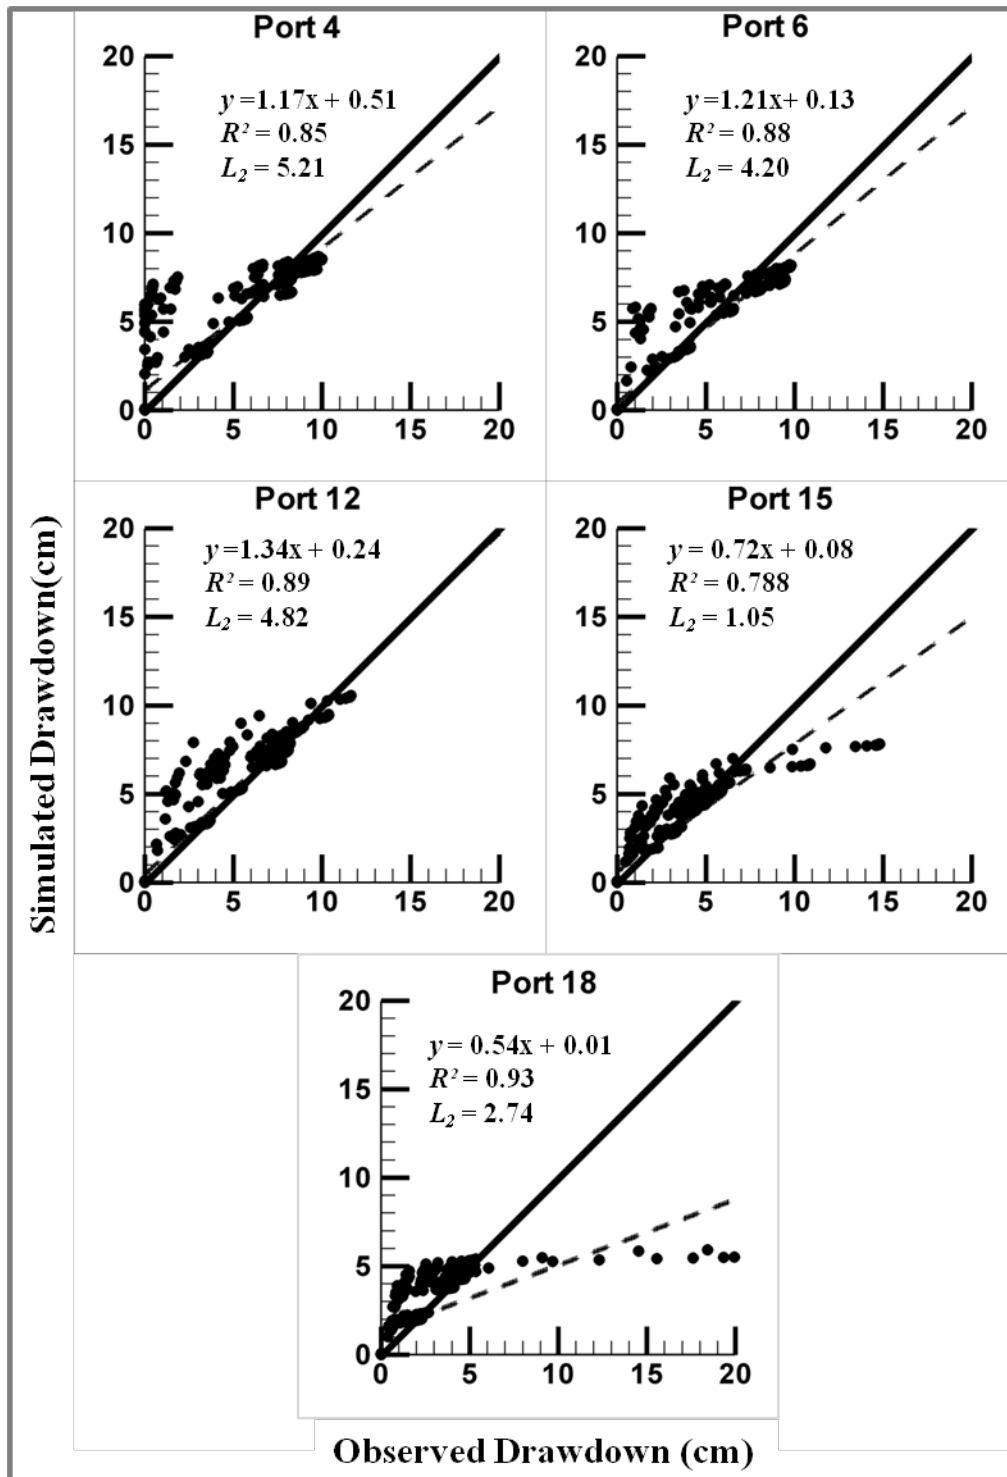 Port 4
20
15
10
5
0
y =1.17x + 0.51
R² = 0.85
L₂ = 5.21
0 5 10 15 20
Port 6
20
15
10
5
0
y =1.21x+ 0.13
R² = 0.88
L₂ = 4.20
0 5 10 15 20
Port 12
20
15
10
5
0
y =1.34x + 0.24
R² = 0.89
L₂ = 4.82
0 5 10 15 20
Port 15
20
15
10
5
0
y = 0.72x + 0.08
R² = 0.788
L₂ = 1.05
0 5 10 15 20
Port 18
20
15
10
5
0
y = 0.54x + 0.01
R² = 0.93
L₂ = 2.74
0 5 10 15 20
Simulated Drawdown(cm)
Observed Drawdown (cm)